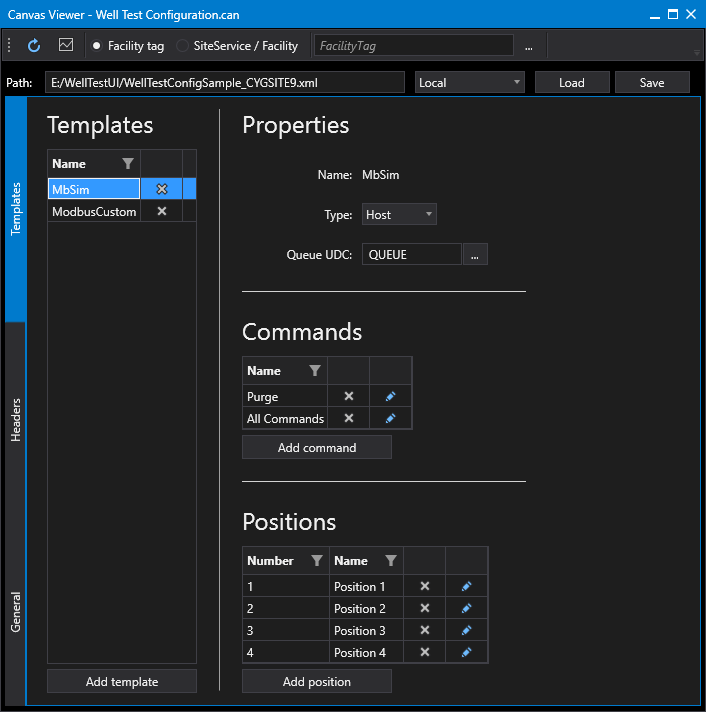 Canvas Viewer - Well Test Configuration.can
Facility tag SiteService / Facility FacilityTag ...
Path: E:/WellTestUI/WellTestConfigSample_CYGSITE9.xml Local Load Save
Templates
Headers
General
Templates
Name
MbSim
ModbusCustom
Add template
Properties
Name: MbSim
Type: Host
Queue UDC: QUEUE ...
Commands
Name
Purge
All Commands
Add command
Positions
Number Name
1 Position 1
2 Position 2
3 Position 3
4 Position 4
Add position